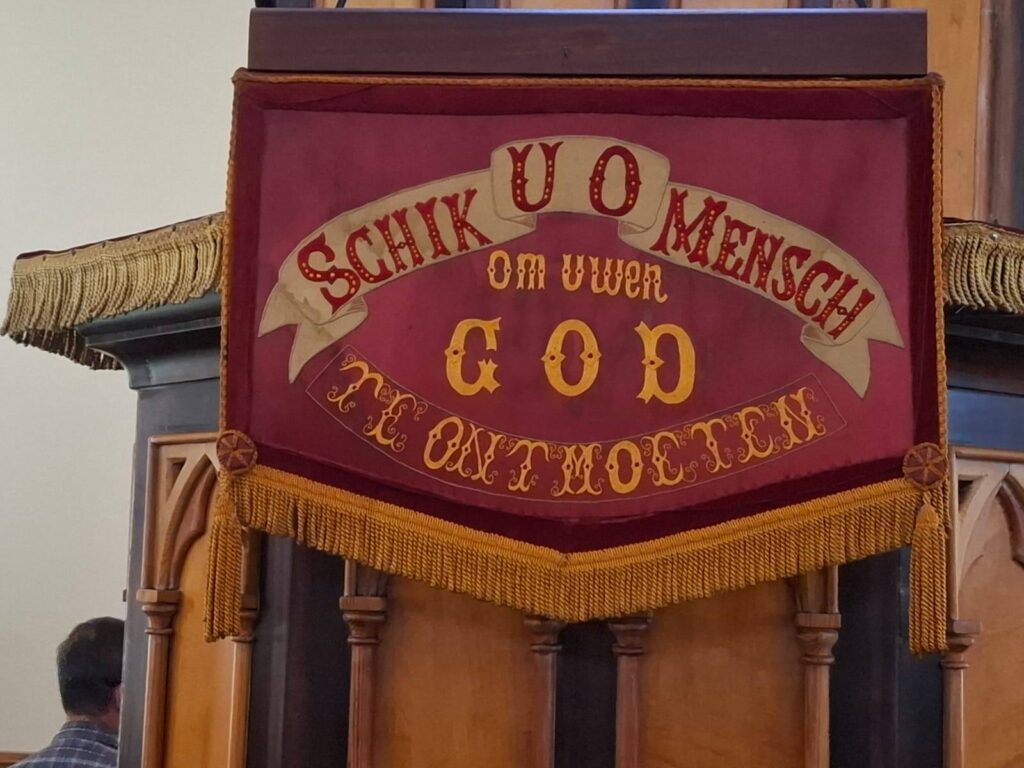 SCHIK U O MENSCH
OM UWEN
GOD
TE ONTMOETEN